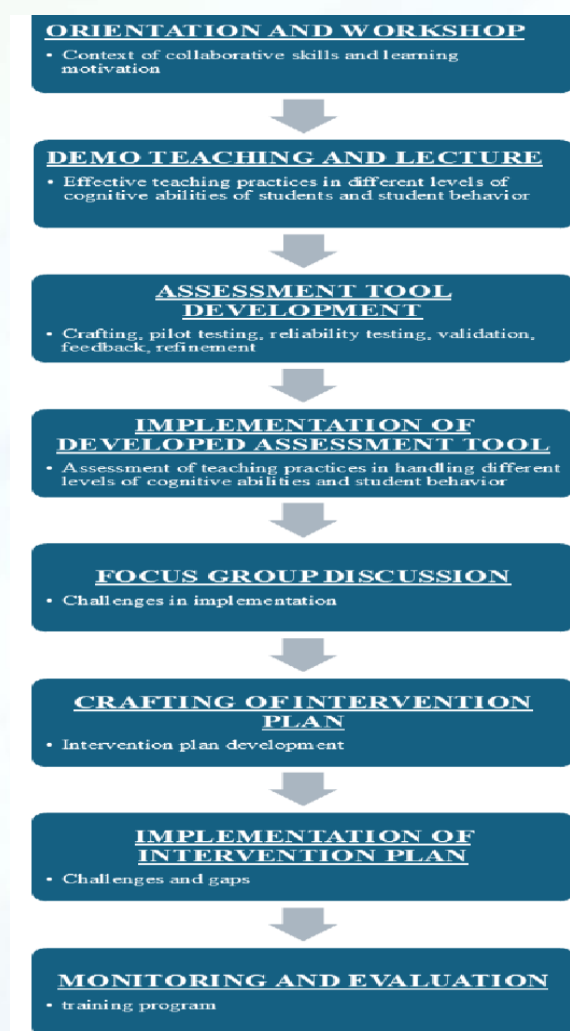 ORIENTATION AND WORKSHOP
• Context of collaborative skills and learning
motivation
DEMO TEACHING AND LECTURE
• Effective teaching practices in different levels of
cognitive abilities of students and student behavior
ASSESSMENT TOOL
DEVELOPMENT
• Crafting, pilot testing, reliability testing, validation,
feedback, refinement
IMPLEMENTATION OF
DEVELOPED ASSESSMENT TOOL
• Assessment of teaching practices in handling different
levels of cognitive abilities and student behavior
FOCUS GROUP DISCUSSION
• Challenges in implementation
CRAFTING OF INTERVENTION
PLAN
• Intervention plan development
IMPLEMENTATION OF
INTERVENTION PLAN
• Challenges and gaps
MONITORING AND EVALUATION
• training program